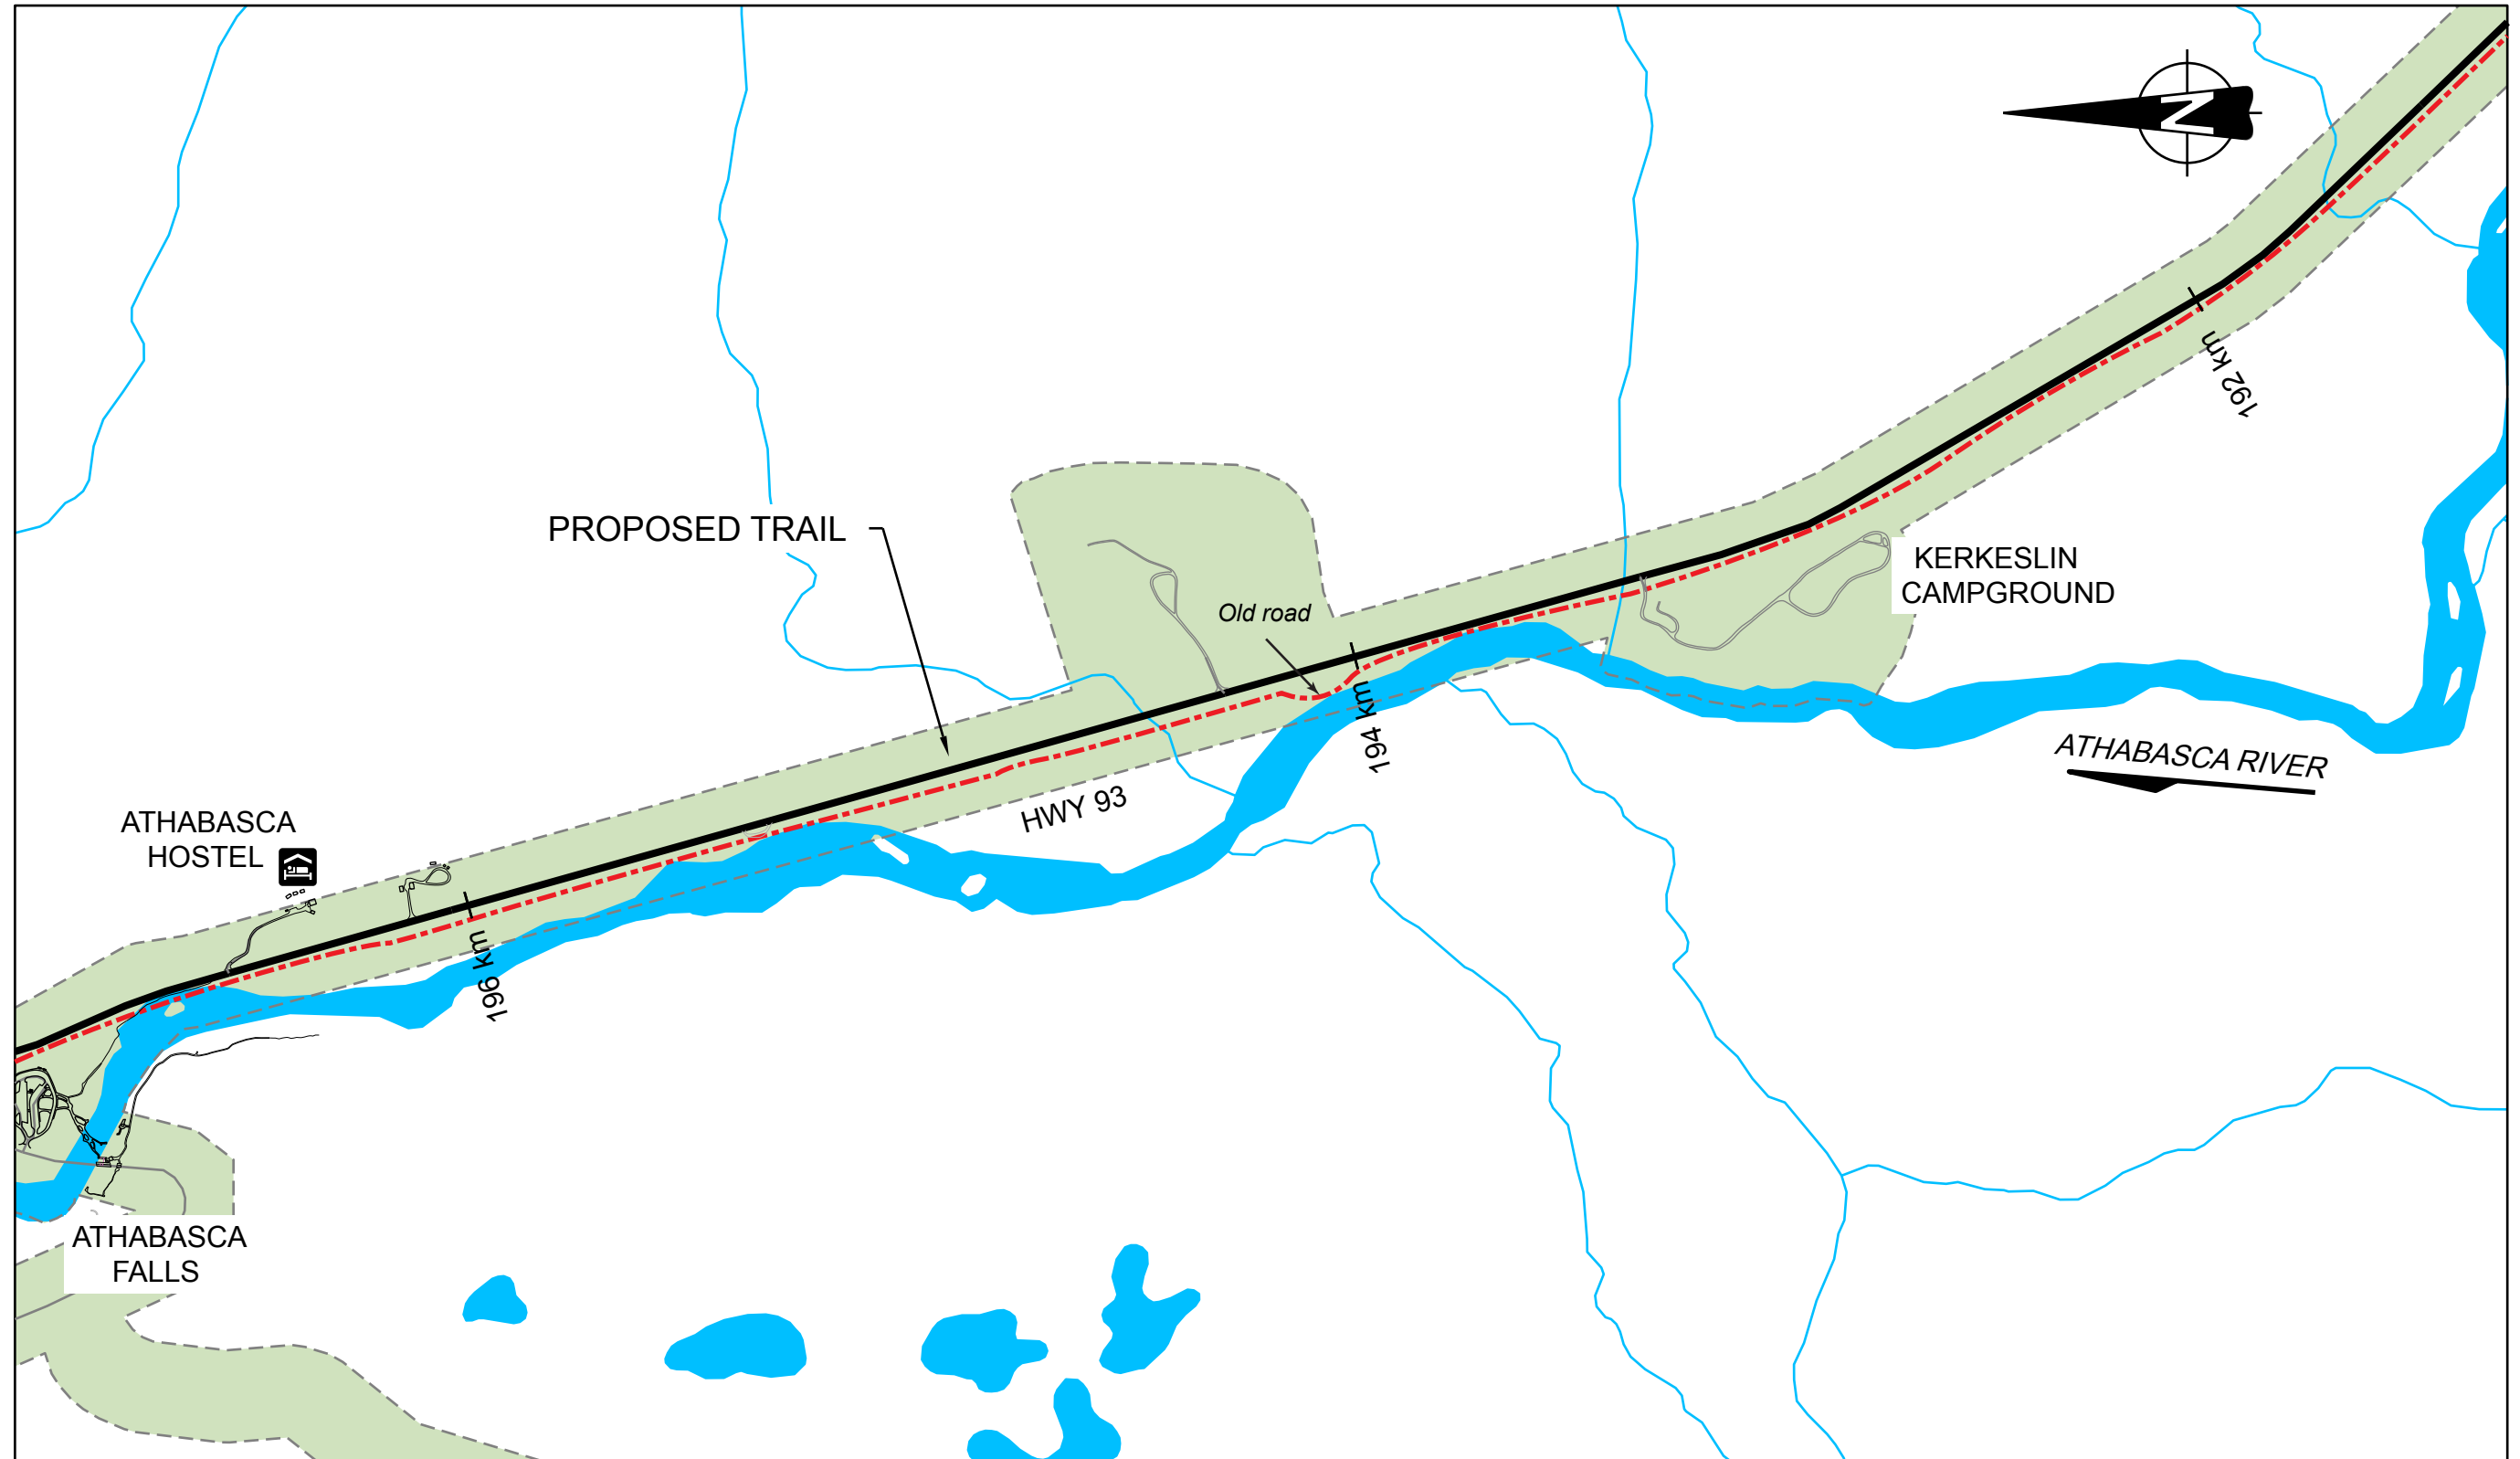 N
192 km
PROPOSED TRAIL
KERKESLIN
CAMPGROUND
Old road
194 km
ATHABASCA RIVER
HWY 93
ATHABASCA
HOSTEL
196 km
ATHABASCA
FALLS